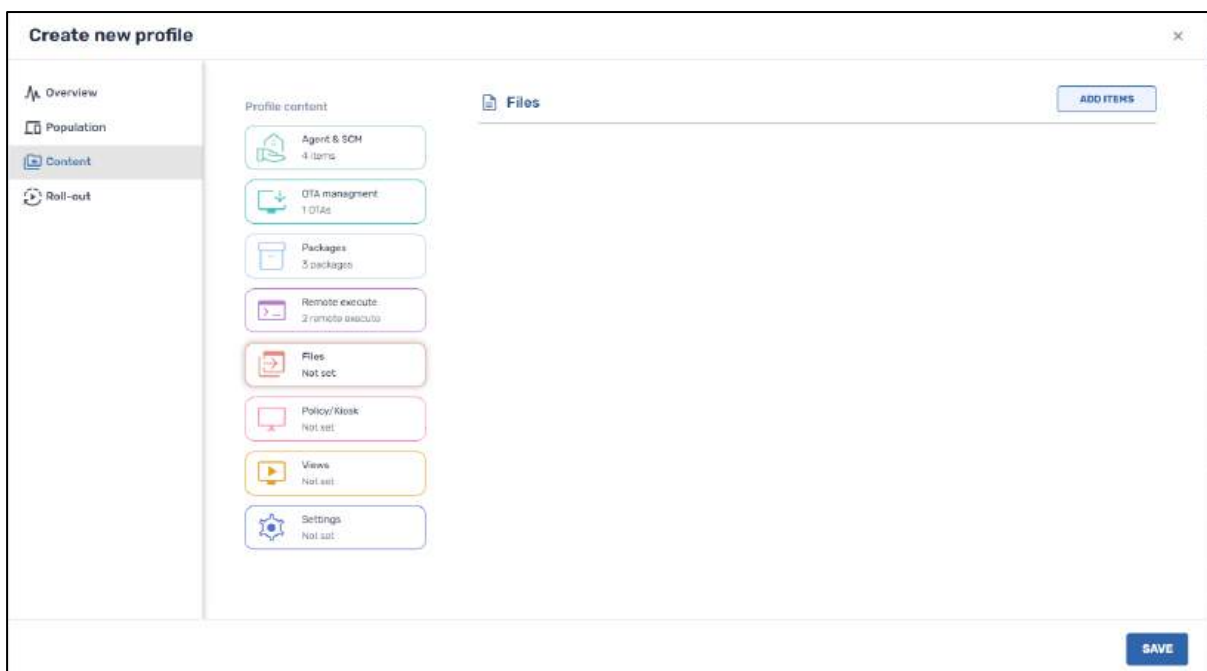 Create new profile
Overview
Population
Content
Roll-out
Profile content
Agent & SCM
4 items
OTA managment
1 OTAs
Packages
3 packages
Remote execute
2 remote execute
Files
Not set
Policy/Kiosk
Not set
Views
Not set
Settings
Not set
Files
ADD ITEMS
SAVE